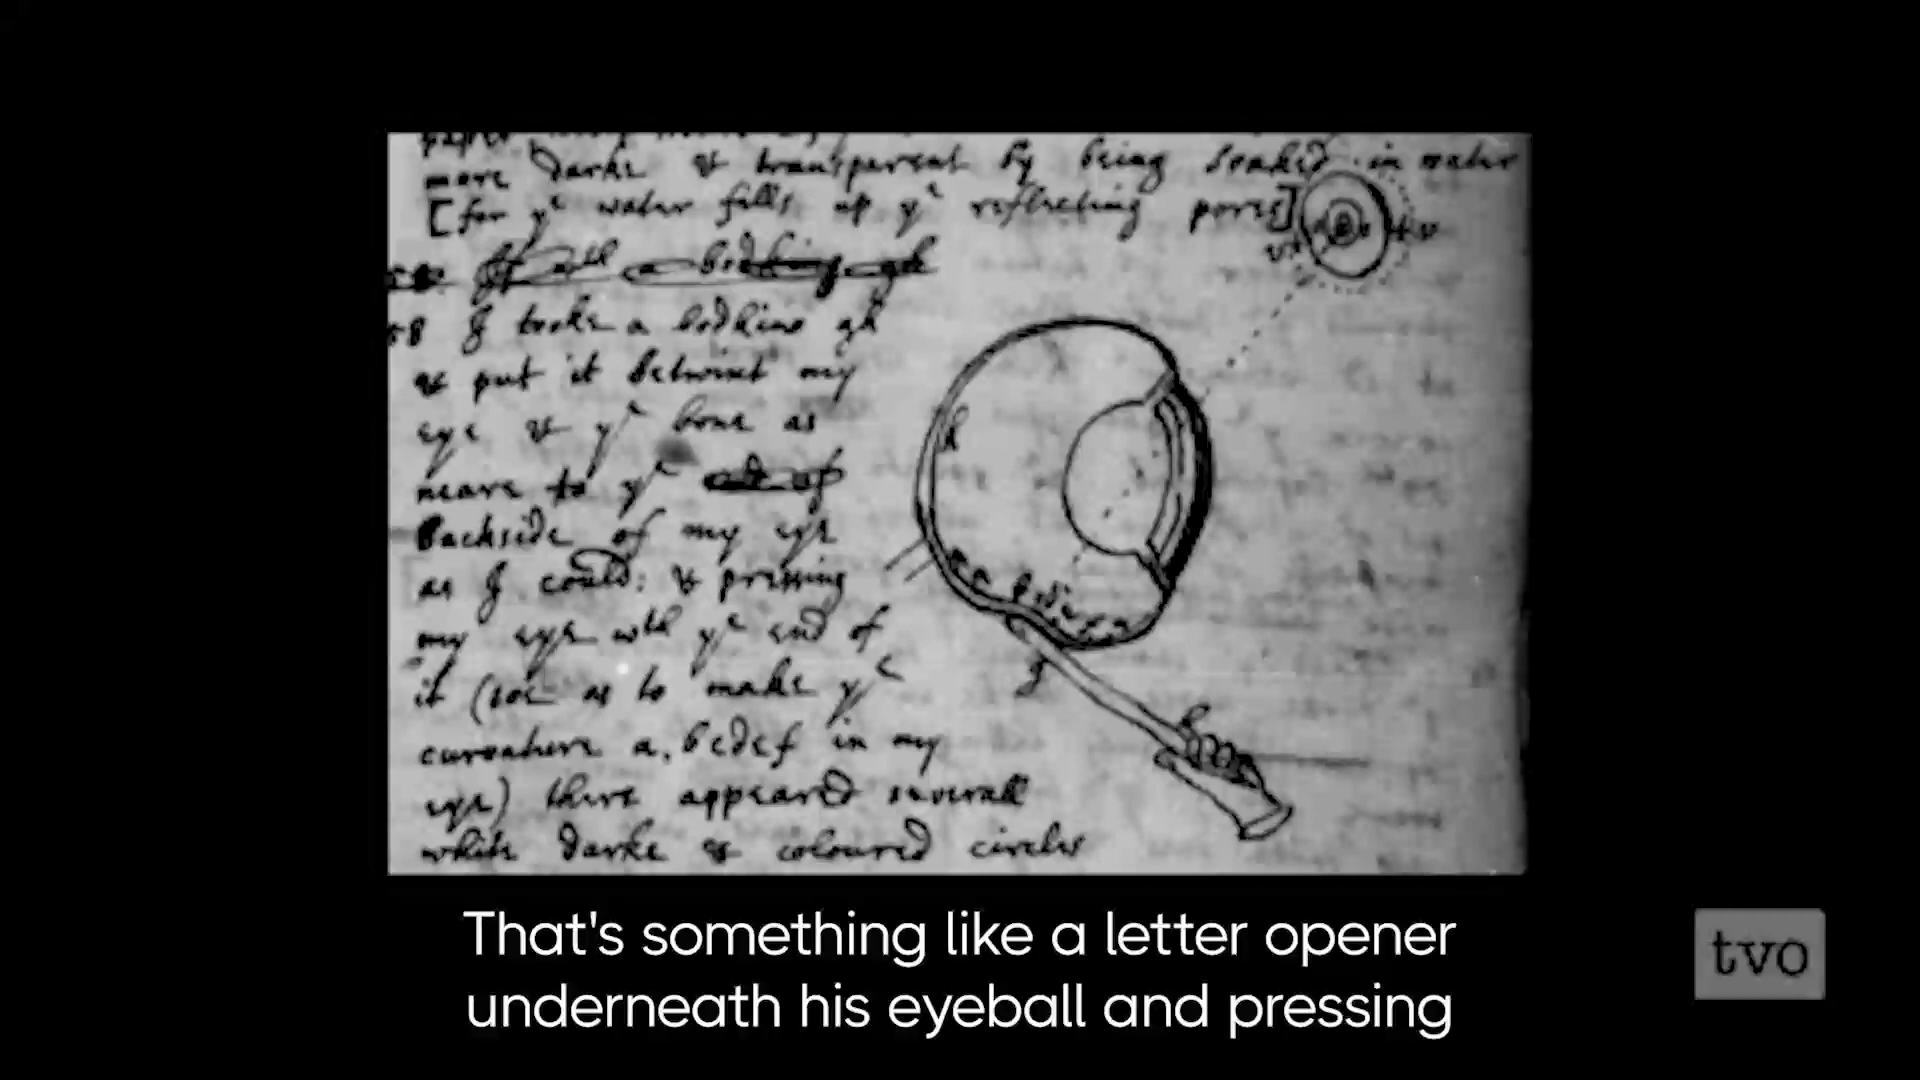 more darke & transparent by being soaked in water
[for yᵉ water fills up yᵉ reflecting pores]
58 I tooke a bodkine gh
& put it betwixt my
eye & yᵉ bone as
neare to yᵉ
backside of my eye
as I could: & pressing
my eye wth yᵉ end of
it (soe as to make yᵉ
curvature a, bcdef in my
eye) there appeared severall
white darke & coloured circles
g
h
That's something like a letter opener
underneath his eyeball and pressing
tvo